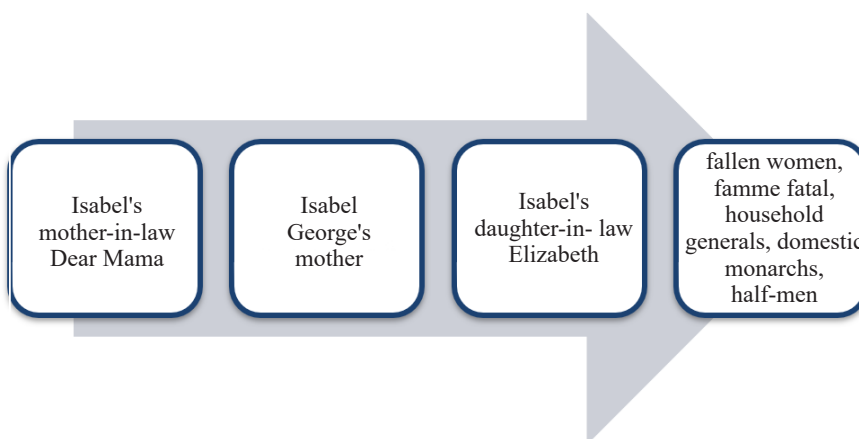 Isabel's
mother-in-law
Dear Mama
Isabel
George's
mother
Isabel's
daughter-in- law
Elizabeth
fallen women,
famme fatal,
household
generals, domestic
monarchs,
half-men